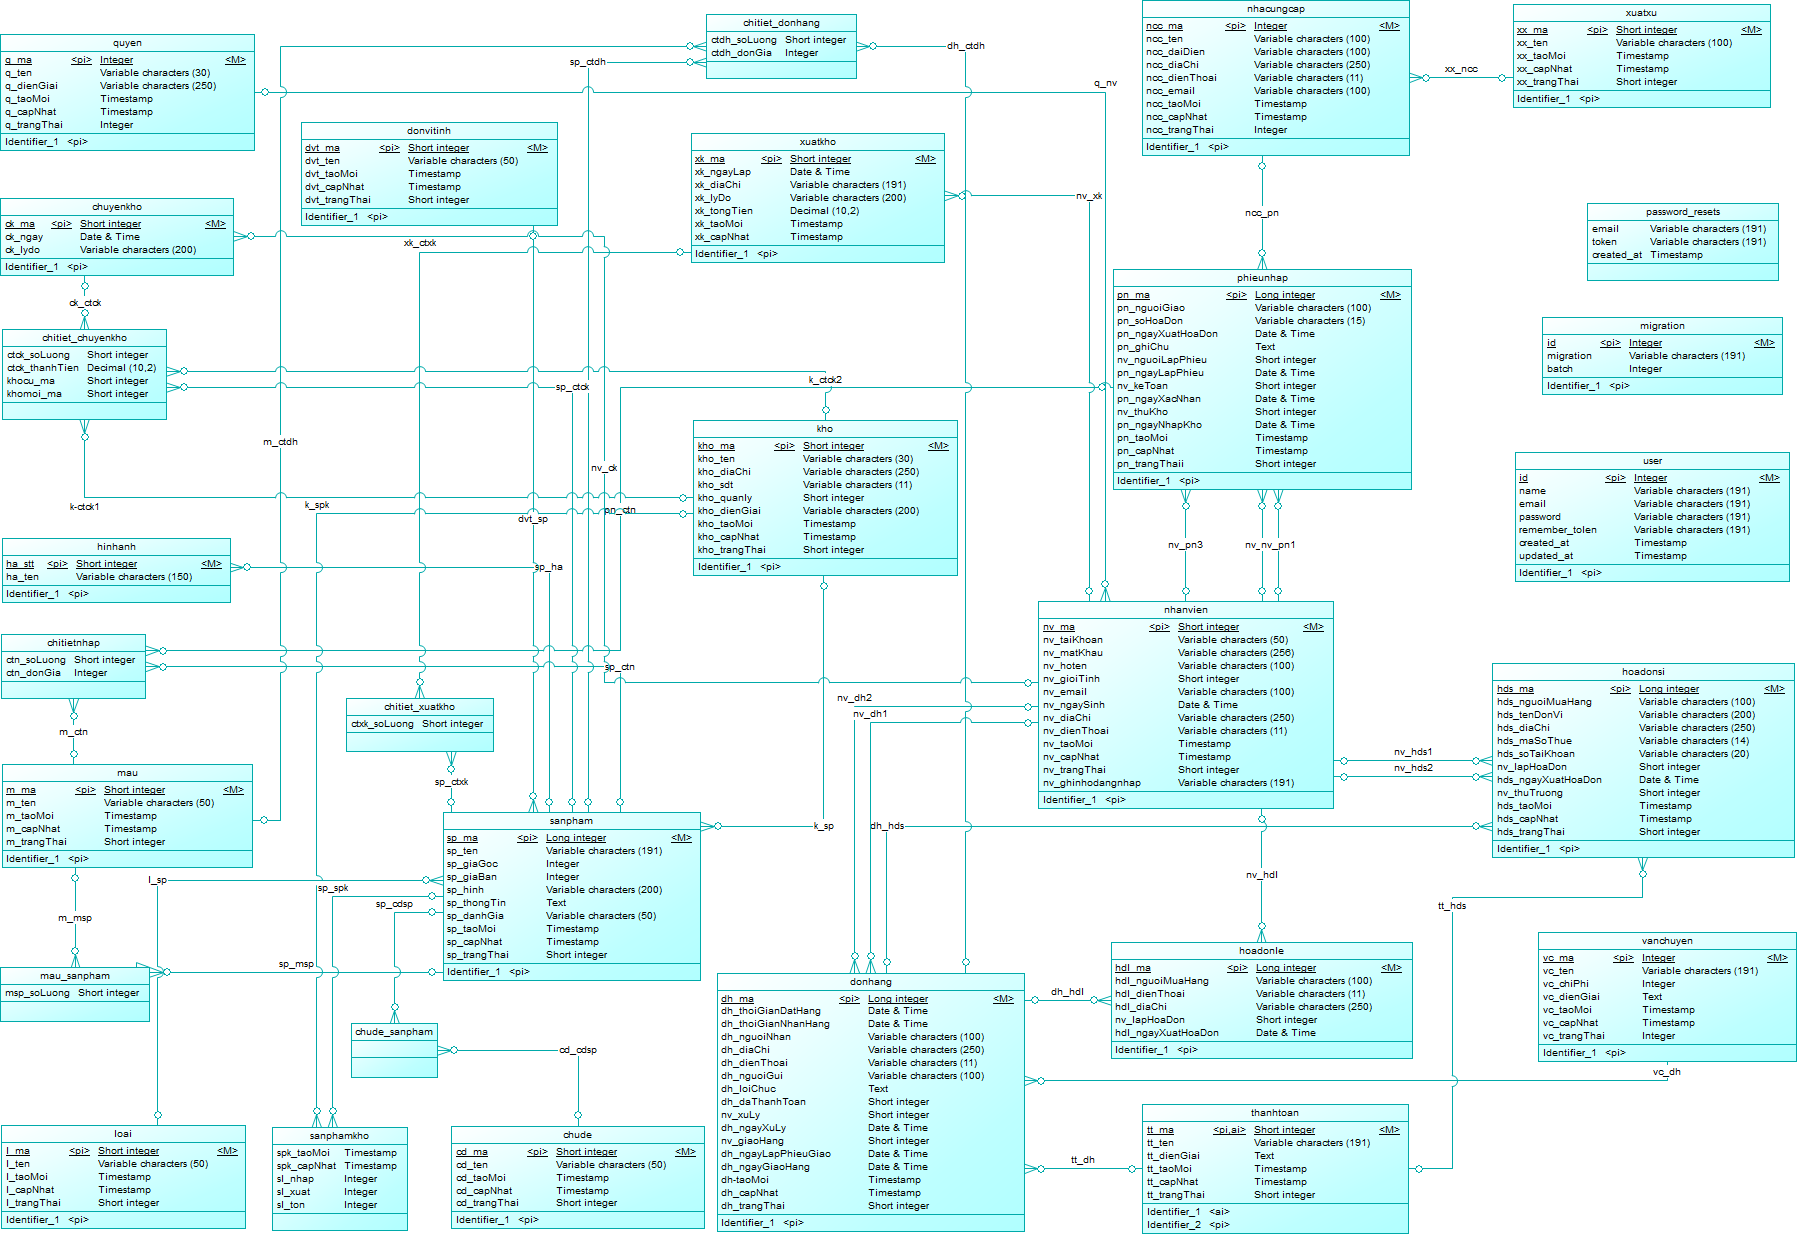 quyen
q_ma <pi> Integer <M>
q_ten Variable characters (30)
q_dienGiai Variable characters (250)
q_taoMoi Timestamp
q_capNhat Timestamp
q_trangThai Integer
Identifier_1 <pi>
chitiet_donhang
ctdh_soLuong Short integer
ctdh_donGia Integer
dh_ctdh
sp_ctdh
q_nv
nhacungcap
ncc_ma <pi> Integer <M>
ncc_ten Variable characters (100)
ncc_daiDien Variable characters (100)
ncc_diaChi Variable characters (250)
ncc_dienThoai Variable characters (11)
ncc_email Variable characters (100)
ncc_taoMoi Timestamp
ncc_capNhat Timestamp
ncc_trangThai Integer
Identifier_1 <pi>
xx_ncc
xuatxu
xx_ma <pi> Short integer <M>
xx_ten Variable characters (100)
xx_taoMoi Timestamp
xx_capNhat Timestamp
xx_trangThai Short integer
Identifier_1 <pi>
donvitinh
dvt_ma <pi> Short integer <M>
dvt_ten Variable characters (50)
dvt_taoMoi Timestamp
dvt_capNhat Timestamp
dvt_trangThai Short integer
Identifier_1 <pi>
xuatkho
xk_ma <pi> Short integer <M>
xk_ngayLap Date & Time
xk_diaChi Variable characters (191)
xk_lyDo Variable characters (200)
xk_tongTien Decimal (10,2)
xk_taoMoi Timestamp
xk_capNhat Timestamp
Identifier_1 <pi>
nv_xk
ncc_pn
xk_ctxk
chuyenkho
ck_ma <pi> Short integer <M>
ck_ngay Date & Time
ck_lydo Variable characters (200)
Identifier_1 <pi>
ck_ctck
password_resets
email Variable characters (191)
token Variable characters (191)
created_at Timestamp
phieunhap
pn_ma <pi> Long integer <M>
pn_nguoiGiao Variable characters (100)
pn_soHoaDon Variable characters (15)
pn_ngayXuatHoaDon Date & Time
pn_ghiChu Text
nv_nguoiLapPhieu Short integer
pn_ngayLapPhieu Date & Time
nv_keToan Short integer
pn_ngayXacNhan Date & Time
nv_thuKho Short integer
pn_ngayNhapKho Date & Time
pn_taoMoi Timestamp
pn_capNhat Timestamp
pn_trangThaii Short integer
Identifier_1 <pi>
migration
id <pi> Integer <M>
migration Variable characters (191)
batch Integer
Identifier_1 <pi>
chitiet_chuyenkho
ctck_soLuong Short integer
ctck_thanhTien Decimal (10,2)
khocu_ma Short integer
khomoi_ma Short integer
k_ctck2
sp_ctck
m_ctdh
nv_ck
k-ctck1
k_spk
pn_ctn
dvt_sp
kho
kho_ma <pi> Short integer <M>
kho_ten Variable characters (30)
kho_diaChi Variable characters (250)
kho_sdt Variable characters (11)
kho_quanly Short integer
kho_dienGiai Variable characters (200)
kho_taoMoi Timestamp
kho_capNhat Timestamp
kho_trangThai Short integer
Identifier_1 <pi>
user
id <pi> Integer <M>
name Variable characters (191)
email Variable characters (191)
password Variable characters (191)
remember_tolen Variable characters (191)
created_at Timestamp
updated_at Timestamp
Identifier_1 <pi>
nv_pn3
nv_nv_pn1
hinhanh
ha_stt <pi> Short integer <M>
ha_ten Variable characters (150)
Identifier_1 <pi>
sp_ha
nhanvien
nv_ma <pi> Short integer <M>
nv_taiKhoan Variable characters (50)
nv_matKhau Variable characters (256)
nv_hoten Variable characters (100)
nv_gioiTinh Short integer
nv_email Variable characters (100)
nv_ngaySinh Date & Time
nv_diaChi Variable characters (250)
nv_dienThoai Variable characters (11)
nv_taoMoi Timestamp
nv_capNhat Timestamp
nv_trangThai Short integer
nv_ghinhodangnhap Variable characters (191)
Identifier_1 <pi>
chitietnhap
ctn_soLuong Short integer
ctn_donGia Integer
sp_ctn
m_ctn
nv_dh2
nv_dh1
chitiet_xuatkho
ctxk_soLuong Short integer
sp_ctxk
hoadonsi
hds_ma <pi> Long integer <M>
hds_nguoiMuaHang Variable characters (100)
hds_tenDonVi Variable characters (200)
hds_diaChi Variable characters (250)
hds_maSoThue Variable characters (14)
hds_soTaiKhoan Variable characters (20)
nv_lapHoaDon Short integer
hds_ngayXuatHoaDon Date & Time
nv_thuTruong Short integer
hds_taoMoi Timestamp
hds_capNhat Timestamp
hds_trangThai Short integer
Identifier_1 <pi>
nv_hds1
nv_hds2
mau
m_ma <pi> Short integer <M>
m_ten Variable characters (50)
m_taoMoi Timestamp
m_capNhat Timestamp
m_trangThai Short integer
Identifier_1 <pi>
k_sp
dh_hds
sanpham
sp_ma <pi> Long integer <M>
sp_ten Variable characters (191)
sp_giaGoc Integer
sp_giaBan Integer
sp_hinh Variable characters (200)
sp_thongTin Text
sp_danhGia Variable characters (50)
sp_taoMoi Timestamp
sp_capNhat Timestamp
sp_trangThai Short integer
Identifier_1 <pi>
l_sp
sp_spk
sp_cdsp
m_msp
sp_msp
nv_hdl
tt_hds
mau_sanpham
msp_soLuong Short integer
chude_sanpham
cd_cdsp
donhang
dh_ma <pi> Long integer <M>
dh_thoiGianDatHang Date & Time
dh_thoiGianNhanHang Date & Time
dh_nguoiNhan Variable characters (100)
dh_diaChi Variable characters (250)
dh_dienThoai Variable characters (11)
dh_nguoiGui Variable characters (100)
dh_loiChuc Text
dh_daThanhToan Short integer
nv_xuLy Short integer
dh_ngayXuLy Date & Time
nv_giaoHang Short integer
dh_ngayLapPhieuGiao Date & Time
dh_ngayGiaoHang Date & Time
dh-taoMoi Timestamp
dh_capNhat Timestamp
dh_trangThai Short integer
Identifier_1 <pi>
dh_hdl
hoadonle
hdl_ma <pi> Long integer <M>
hdl_nguoiMuaHang Variable characters (100)
hdl_dienThoai Variable characters (11)
hdl_diaChi Variable characters (250)
nv_lapHoaDon Short integer
hdl_ngayXuatHoaDon Date & Time
Identifier_1 <pi>
vanchuyen
vc_ma <pi> Integer <M>
vc_ten Variable characters (191)
vc_chiPhi Integer
vc_dienGiai Text
vc_taoMoi Timestamp
vc_capNhat Timestamp
vc_trangThai Integer
Identifier_1 <pi>
vc_dh
tt_dh
thanhtoan
tt_ma <pi,ai> Short integer <M>
tt_ten Variable characters (191)
tt_dienGiai Text
tt_taoMoi Timestamp
tt_capNhat Timestamp
tt_trangThai Short integer
Identifier_1 <ai>
Identifier_2 <pi>
loai
l_ma <pi> Short integer <M>
l_ten Variable characters (50)
l_taoMoi Timestamp
l_capNhat Timestamp
l_trangThai Short integer
Identifier_1 <pi>
sanphamkho
spk_taoMoi Timestamp
spk_capNhat Timestamp
sl_nhap Integer
sl_xuat Integer
sl_ton Integer
chude
cd_ma <pi> Short integer <M>
cd_ten Variable characters (50)
cd_taoMoi Timestamp
cd_capNhat Timestamp
cd_trangThai Short integer
Identifier_1 <pi>